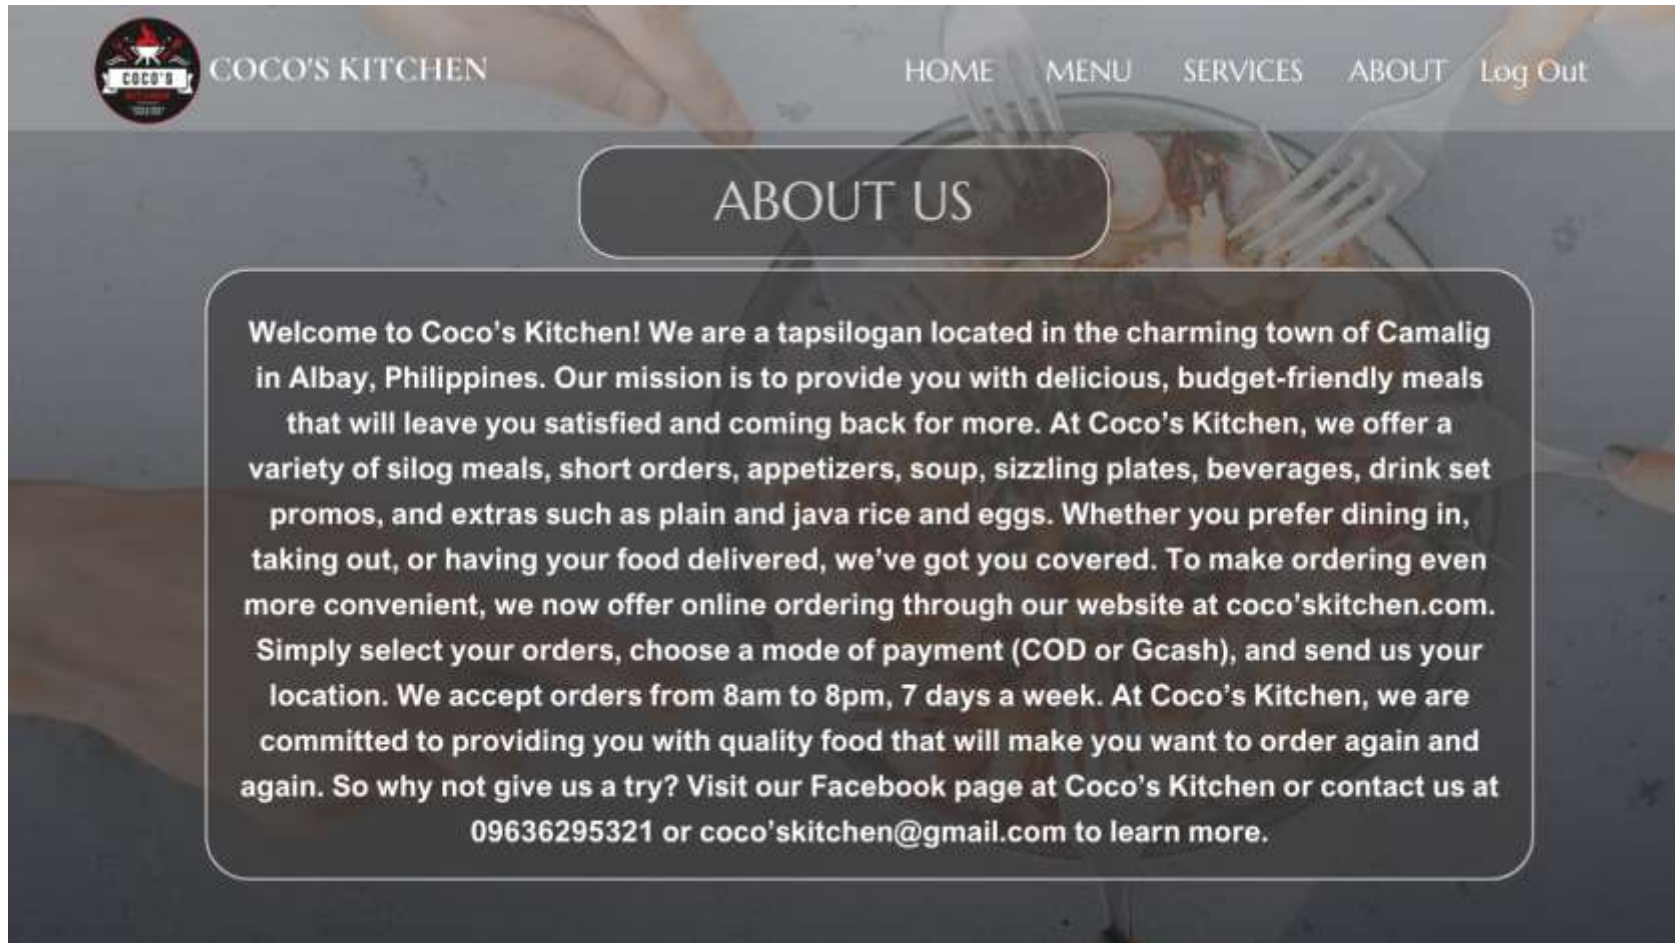 COCO'S
COCO'S KITCHEN
HOME MENU SERVICES ABOUT Log Out
ABOUT US
Welcome to Coco’s Kitchen! We are a tapsilogan located in the charming town of Camalig
in Albay, Philippines. Our mission is to provide you with delicious, budget-friendly meals
that will leave you satisfied and coming back for more. At Coco’s Kitchen, we offer a
variety of silog meals, short orders, appetizers, soup, sizzling plates, beverages, drink set
promos, and extras such as plain and java rice and eggs. Whether you prefer dining in,
taking out, or having your food delivered, we’ve got you covered. To make ordering even
more convenient, we now offer online ordering through our website at coco’skitchen.com.
Simply select your orders, choose a mode of payment (COD or Gcash), and send us your
location. We accept orders from 8am to 8pm, 7 days a week. At Coco’s Kitchen, we are
committed to providing you with quality food that will make you want to order again and
again. So why not give us a try? Visit our Facebook page at Coco’s Kitchen or contact us at
09636295321 or coco’skitchen@gmail.com to learn more.